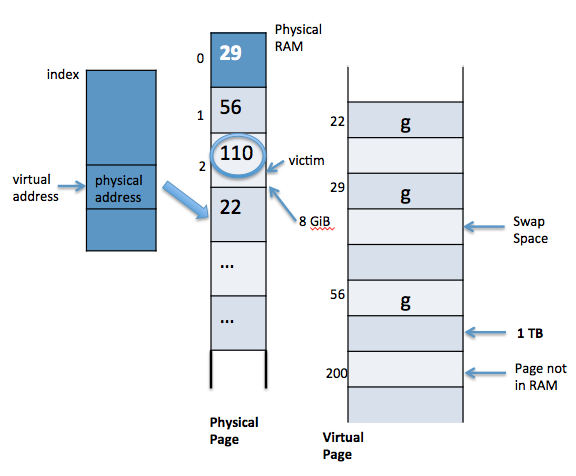 index
virtual
address
physical
address
Physical
RAM
0
29
1
56
2
110
victim
22
8 GiB
...
...
Physical
Page
22
g
29
g
Swap
Space
56
g
1 TB
200
Page not
in RAM
Virtual
Page